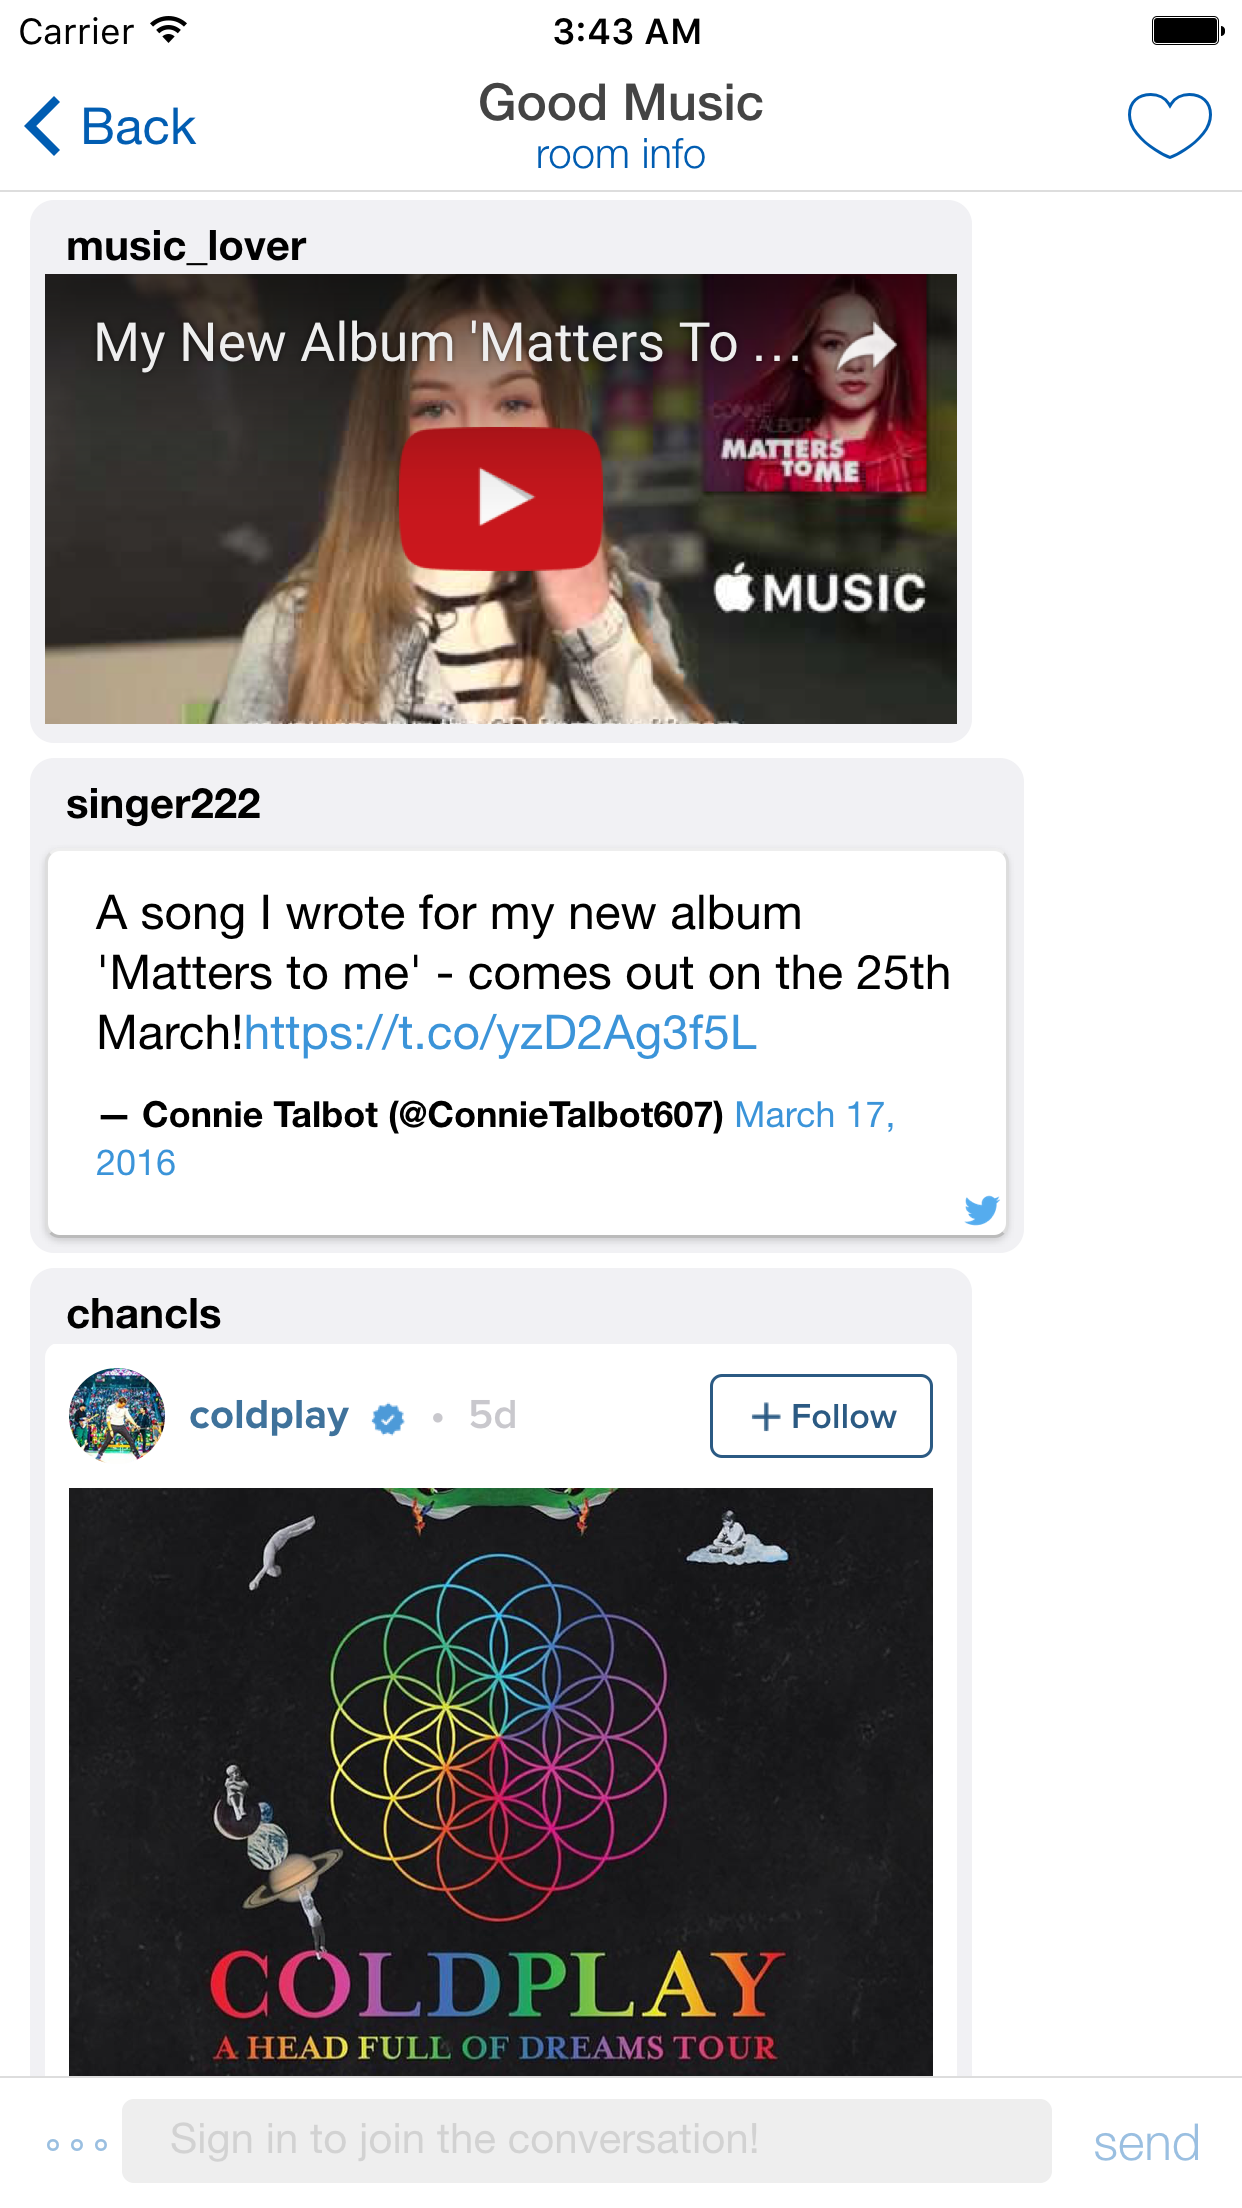 Carrier 3:43 AM
Back
Good Music
room info
music_lover
My New Album 'Matters To ...
CONNIE
TALBOT
MATTERS
TO ME
MUSIC
singer222
A song I wrote for my new album
'Matters to me' - comes out on the 25th
March!https://t.co/yzD2Ag3f5L
— Connie Talbot (@ConnieTalbot607) March 17,
2016
chancls
coldplay • 5d
+ Follow
COLDPLAY
A HEAD FULL OF DREAMS TOUR
Sign in to join the conversation!
send